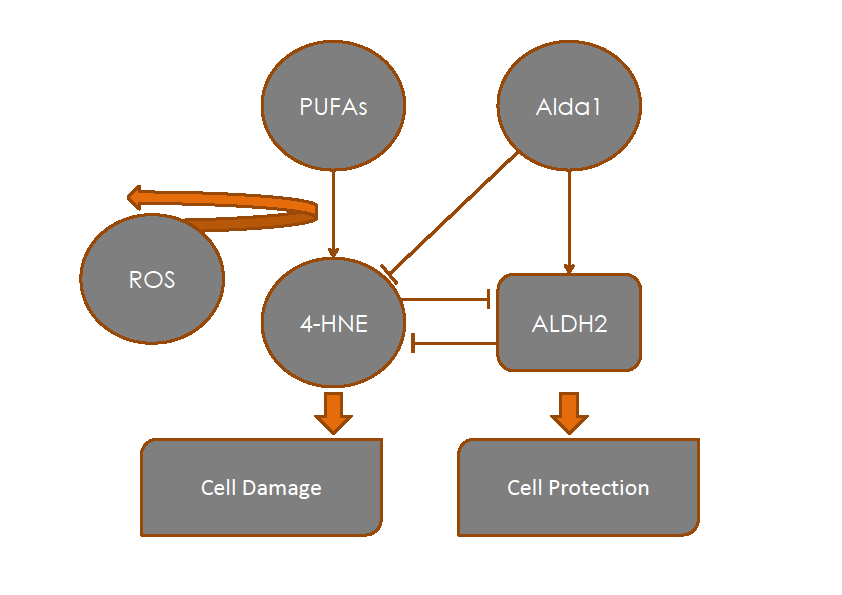 PUFAs
Alda1
ROS
4-HNE
ALDH2
Cell Damage
Cell Protection